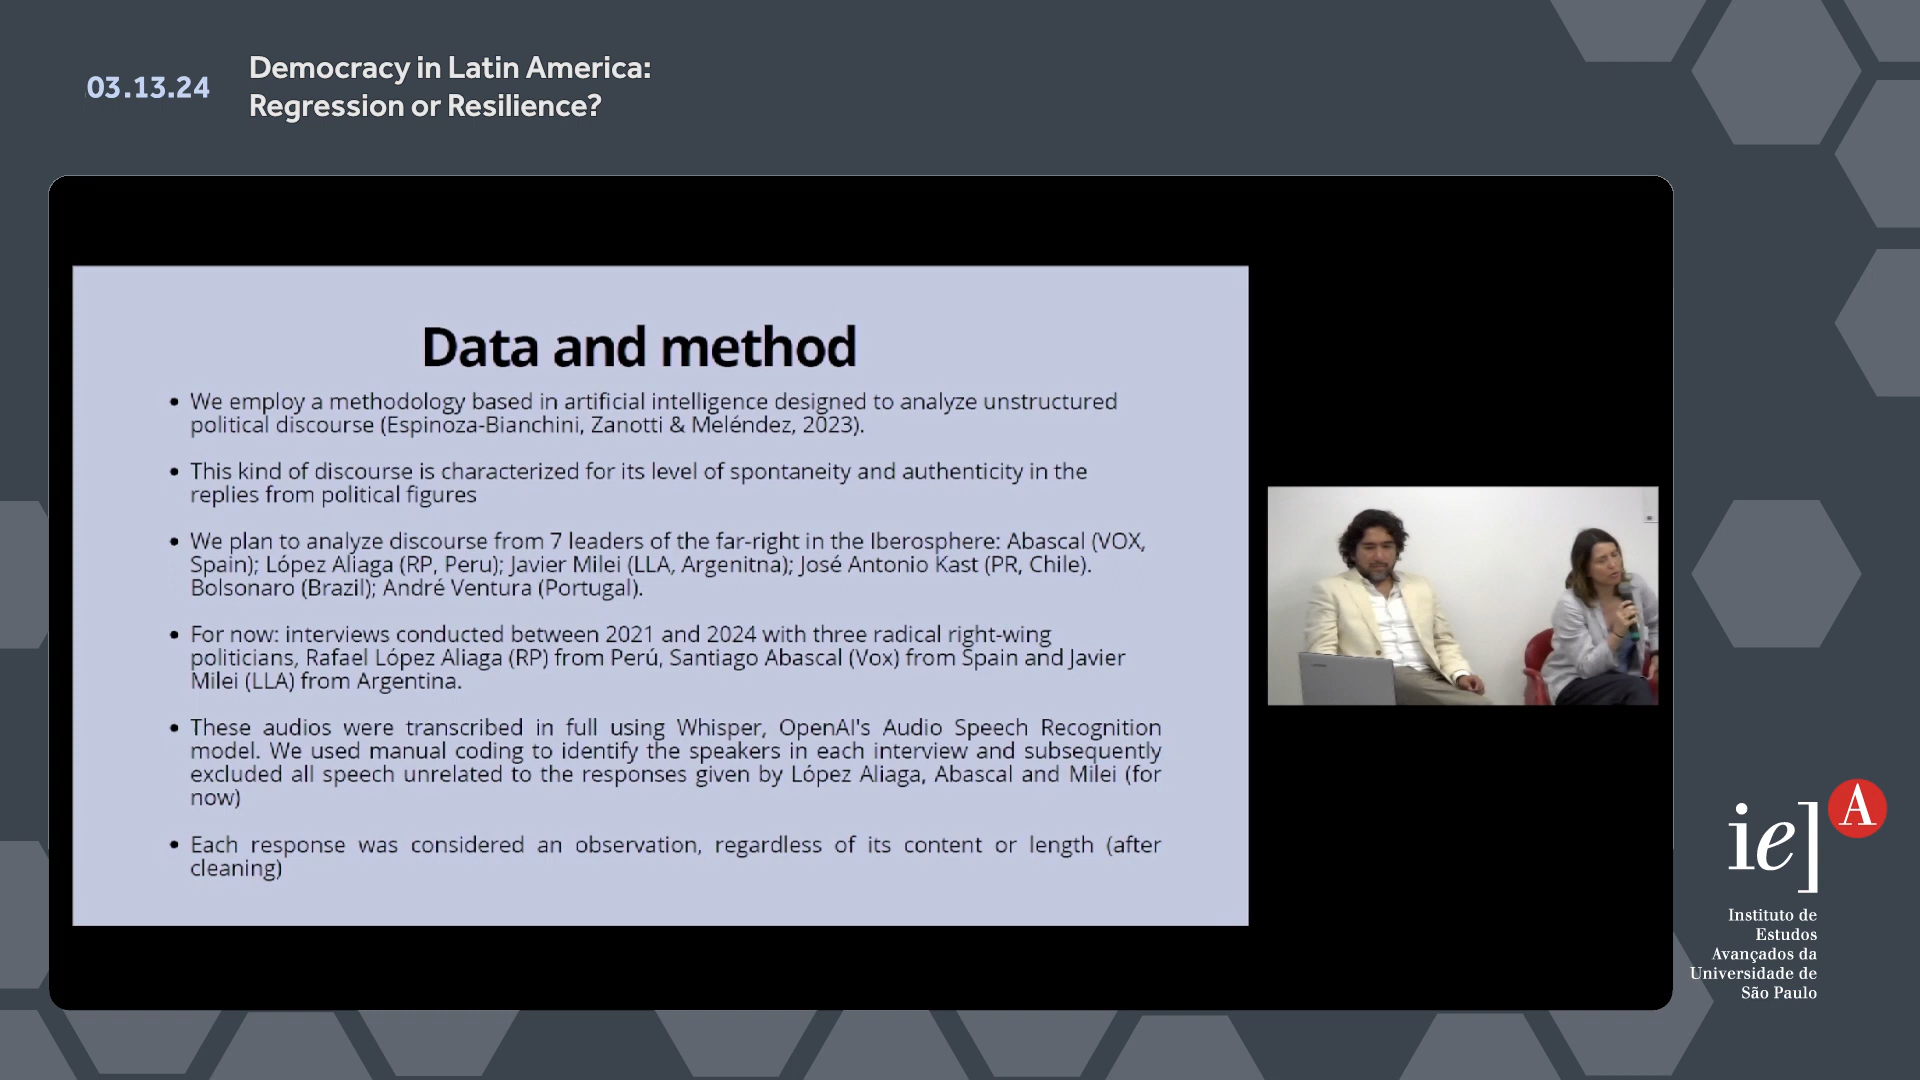 03.13.24
Democracy in Latin America:
Regression or Resilience?
Data and method
• We employ a methodology based in artificial intelligence designed to analyze unstructured
political discourse (Espinoza-Bianchini, Zanotti & Meléndez, 2023).
• This kind of discourse is characterized for its level of spontaneity and authenticity in the
replies from political figures
• We plan to analyze discourse from 7 leaders of the far-right in the Iberosphere: Abascal (VOX,
Spain); López Aliaga (RP, Peru); Javier Milei (LLA, Argenitna); José Antonio Kast (PR, Chile).
Bolsonaro (Brazil); André Ventura (Portugal).
• For now: interviews conducted between 2021 and 2024 with three radical right-wing
politicians, Rafael López Aliaga (RP) from Perú, Santiago Abascal (Vox) from Spain and Javier
Milei (LLA) from Argentina.
• These audios were transcribed in full using Whisper, OpenAI's Audio Speech Recognition
model. We used manual coding to identify the speakers in each interview and subsequently
excluded all speech unrelated to the responses given by López Aliaga, Abascal and Milei (for
now)
• Each response was considered an observation, regardless of its content or length (after
cleaning)
ie] A
Instituto de
Estudos
Avançados da
Universidade de
São Paulo